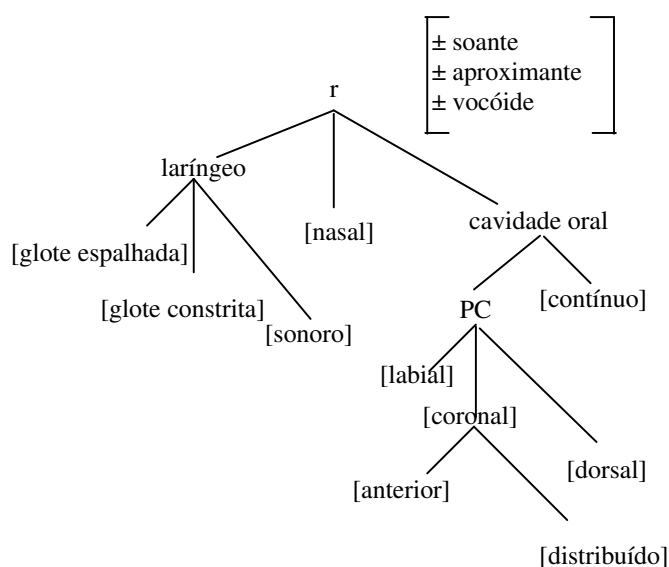 ± soante
± aproximante
± vocóide
r
laríngeo
[nasal]
cavidade oral
[glote espalhada]
[glote constrita]
[sonoro]
PC
[contínuo]
[labial]
[coronal]
[dorsal]
[anterior]
[distribuído]